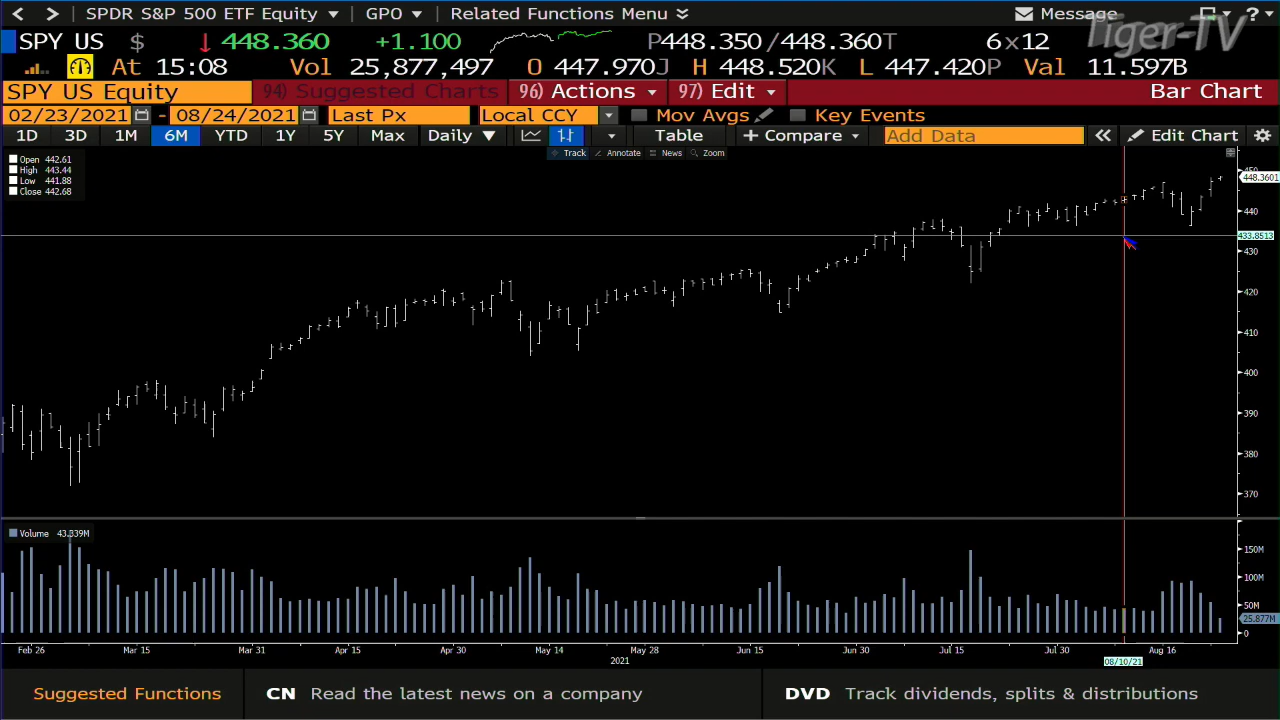 SPDR S&P 500 ETF Equity GPO Related Functions Menu Message ?
Tiger-TV
SPY US $ 448.360 +1.100 P448.350/448.360T 6x12
At 15:08 Vol 25,877,497 O 447.970J H 448.520K L 447.420P Val 11.597B
SPY US Equity 94) Suggested Charts 96) Actions 97) Edit Bar Chart
02/23/2021 - 08/24/2021 Last Px Local CCY Mov Avgs Key Events
1D 3D 1M 6M YTD 1Y 5Y Max Daily Table + Compare Add Data Edit Chart
Track Annotate News Zoom
Open 442.61
High 443.44
Low 441.88
Close 442.68
450
448.3601
440
433.8513
430
420
410
400
390
380
370
Volume 43.339M
150M
100M
50M
25.877M
0
Feb 26 Mar 15 Mar 31 Apr 15 Apr 30 May 14 May 28 Jun 15 Jun 30 Jul 15 Jul 30 Aug 16
2021 08/10/21
Suggested Functions CN Read the latest news on a company DVD Track dividends, splits & distributions